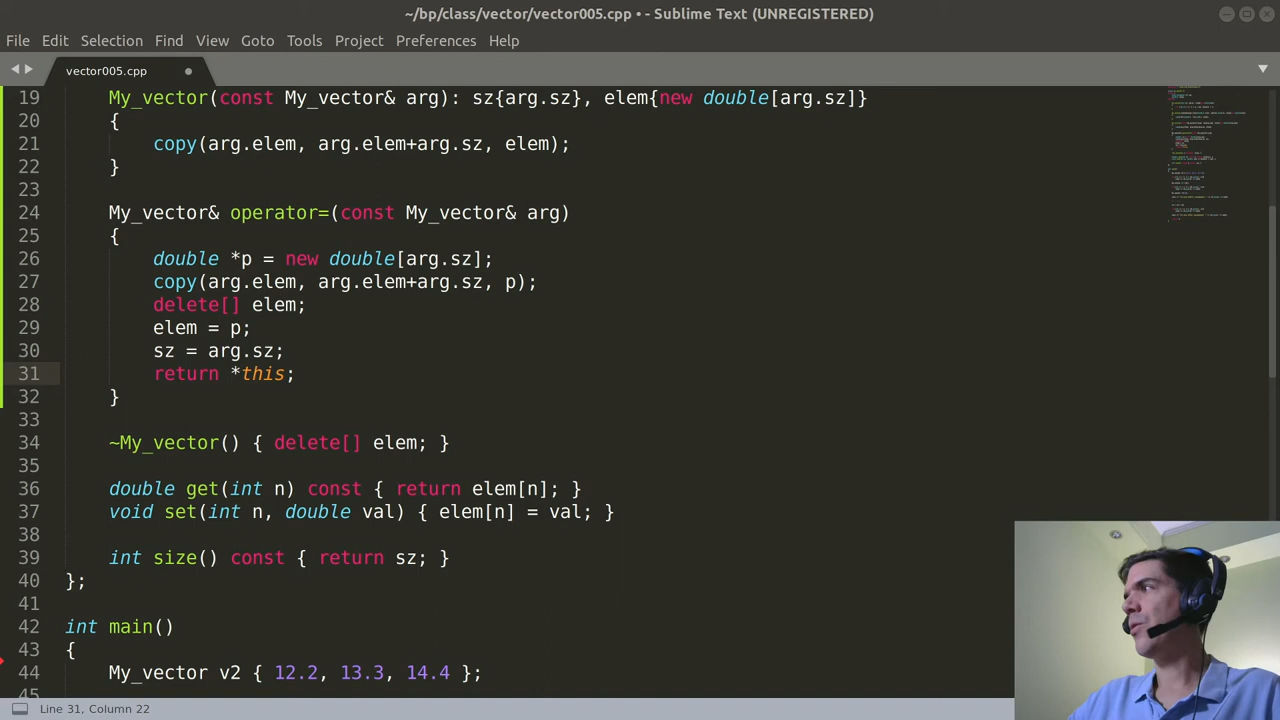 ~/bp/class/vector/vector005.cpp • - Sublime Text (UNREGISTERED)
File Edit Selection Find View Goto Tools Project Preferences Help
vector005.cpp
19 My_vector(const My_vector& arg): sz{arg.sz}, elem{new double[arg.sz]}
20 {
21 copy(arg.elem, arg.elem+arg.sz, elem);
22 }
23
24 My_vector& operator=(const My_vector& arg)
25 {
26 double *p = new double[arg.sz];
27 copy(arg.elem, arg.elem+arg.sz, p);
28 delete[] elem;
29 elem = p;
30 sz = arg.sz;
31 return *this;
32 }
33
34 ~My_vector() { delete[] elem; }
35
36 double get(int n) const { return elem[n]; }
37 void set(int n, double val) { elem[n] = val; }
38
39 int size() const { return sz; }
40 };
41
42 int main()
43 {
44 My_vector v2 { 12.2, 13.3, 14.4 };
45
Line 31, Column 22